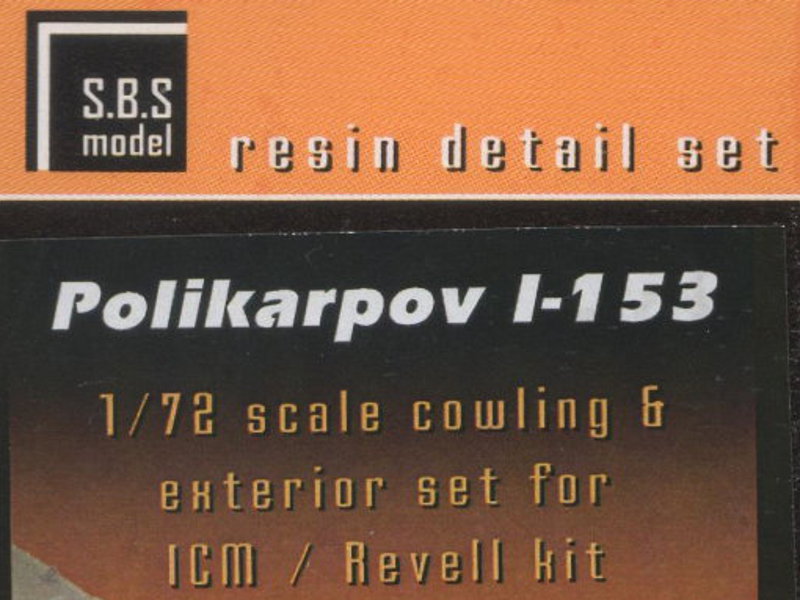 S.B.S
model
resin detail set
Polikarpov I-153
1/72 scale cowling &
exterior set for
ICM / Revell kit